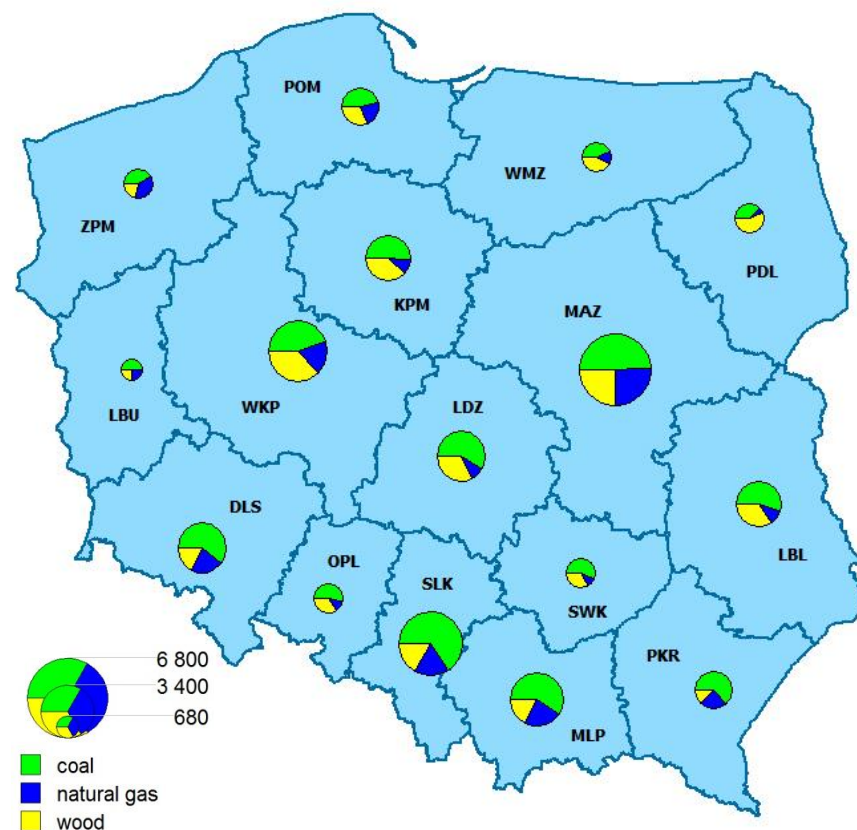 POM
WMZ
ZPM
PDL
KPM
MAZ
LBU
WKP
LDZ
DLS
LBL
OPL
SLK
SWK
PKR
MLP
6 800
3 400
680
coal
natural gas
wood